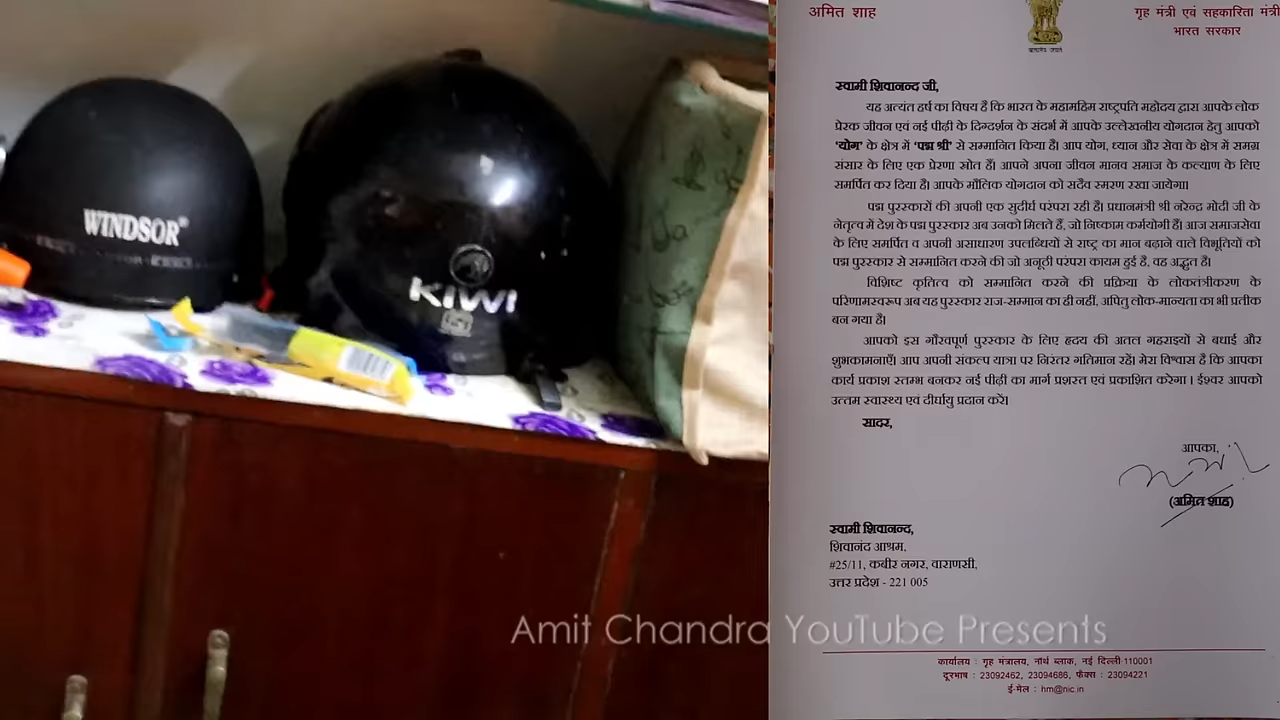 WINDSOR®
KIWI
अमित शाह
गृह मंत्री एवं सहकारिता मंत्री
भारत सरकार
सत्यमेव जयते
स्वामी शिवानन्द जी,
यह अत्यंत हर्ष का विषय है कि भारत के महामहिम राष्ट्रपति महोदय द्वारा आपके लोक
प्रेरक जीवन एवं नई पीढ़ी के दिग्दर्शन के संदर्भ में आपके उल्लेखनीय योगदान हेतु आपको
'योग' के क्षेत्र में 'पद्म श्री' से सम्मानित किया है। आप योग, ध्यान और सेवा के क्षेत्र में समग्र
संसार के लिए एक प्रेरणा स्रोत हैं। आपने अपना जीवन मानव समाज के कल्याण के लिए
समर्पित कर दिया है। आपके मौलिक योगदान को सदैव स्मरण रखा जायेगा।
पद्म पुरस्कारों की अपनी एक सुदीर्घ परंपरा रही है। प्रधानमंत्री श्री नरेन्द्र मोदी जी के
नेतृत्व में देश के पद्म पुरस्कार अब उनको मिलते हैं, जो निष्काम कर्मयोगी हैं। आज समाजसेवा
के लिए समर्पित व अपनी असाधारण उपलब्धियों से राष्ट्र का मान बढ़ाने वाले विभूतियों को
पद्म पुरस्कार से सम्मानित करने की जो अनूठी परंपरा कायम हुई है, वह अद्भुत है।
विशिष्ट कृतित्व को सम्मानित करने की प्रक्रिया के लोकतंत्रीकरण के
परिणामस्वरूप अब यह पुरस्कार राज-सम्मान का ही नहीं, अपितु लोक-मान्यता का भी प्रतीक
बन गया है।
आपको इस गौरवपूर्ण पुरस्कार के लिए हृदय की अतल गहराइयों से बधाई और
शुभकामनाएँ। आप अपनी संकल्प यात्रा पर निरंतर गतिमान रहें। मेरा विश्वास है कि आपका
कार्य प्रकाश स्तम्भ बनकर नई पीढ़ी का मार्ग प्रशस्त एवं प्रकाशित करेगा। ईश्वर आपको
उत्तम स्वास्थ्य एवं दीर्घायु प्रदान करें।
सादर,
आपका,
(अमित शाह)
स्वामी शिवानन्द,
शिवानंद आश्रम,
#25/11, कबीर नगर, वाराणसी,
उत्तर प्रदेश - 221 005
Amit Chandra YouTube Presents
कार्यालय : गृह मंत्रालय, नॉर्थ ब्लाक, नई दिल्ली-110001
दूरभाष : 23092462, 23094686, फैक्स : 23094221
ई-मेल : hm@nic.in